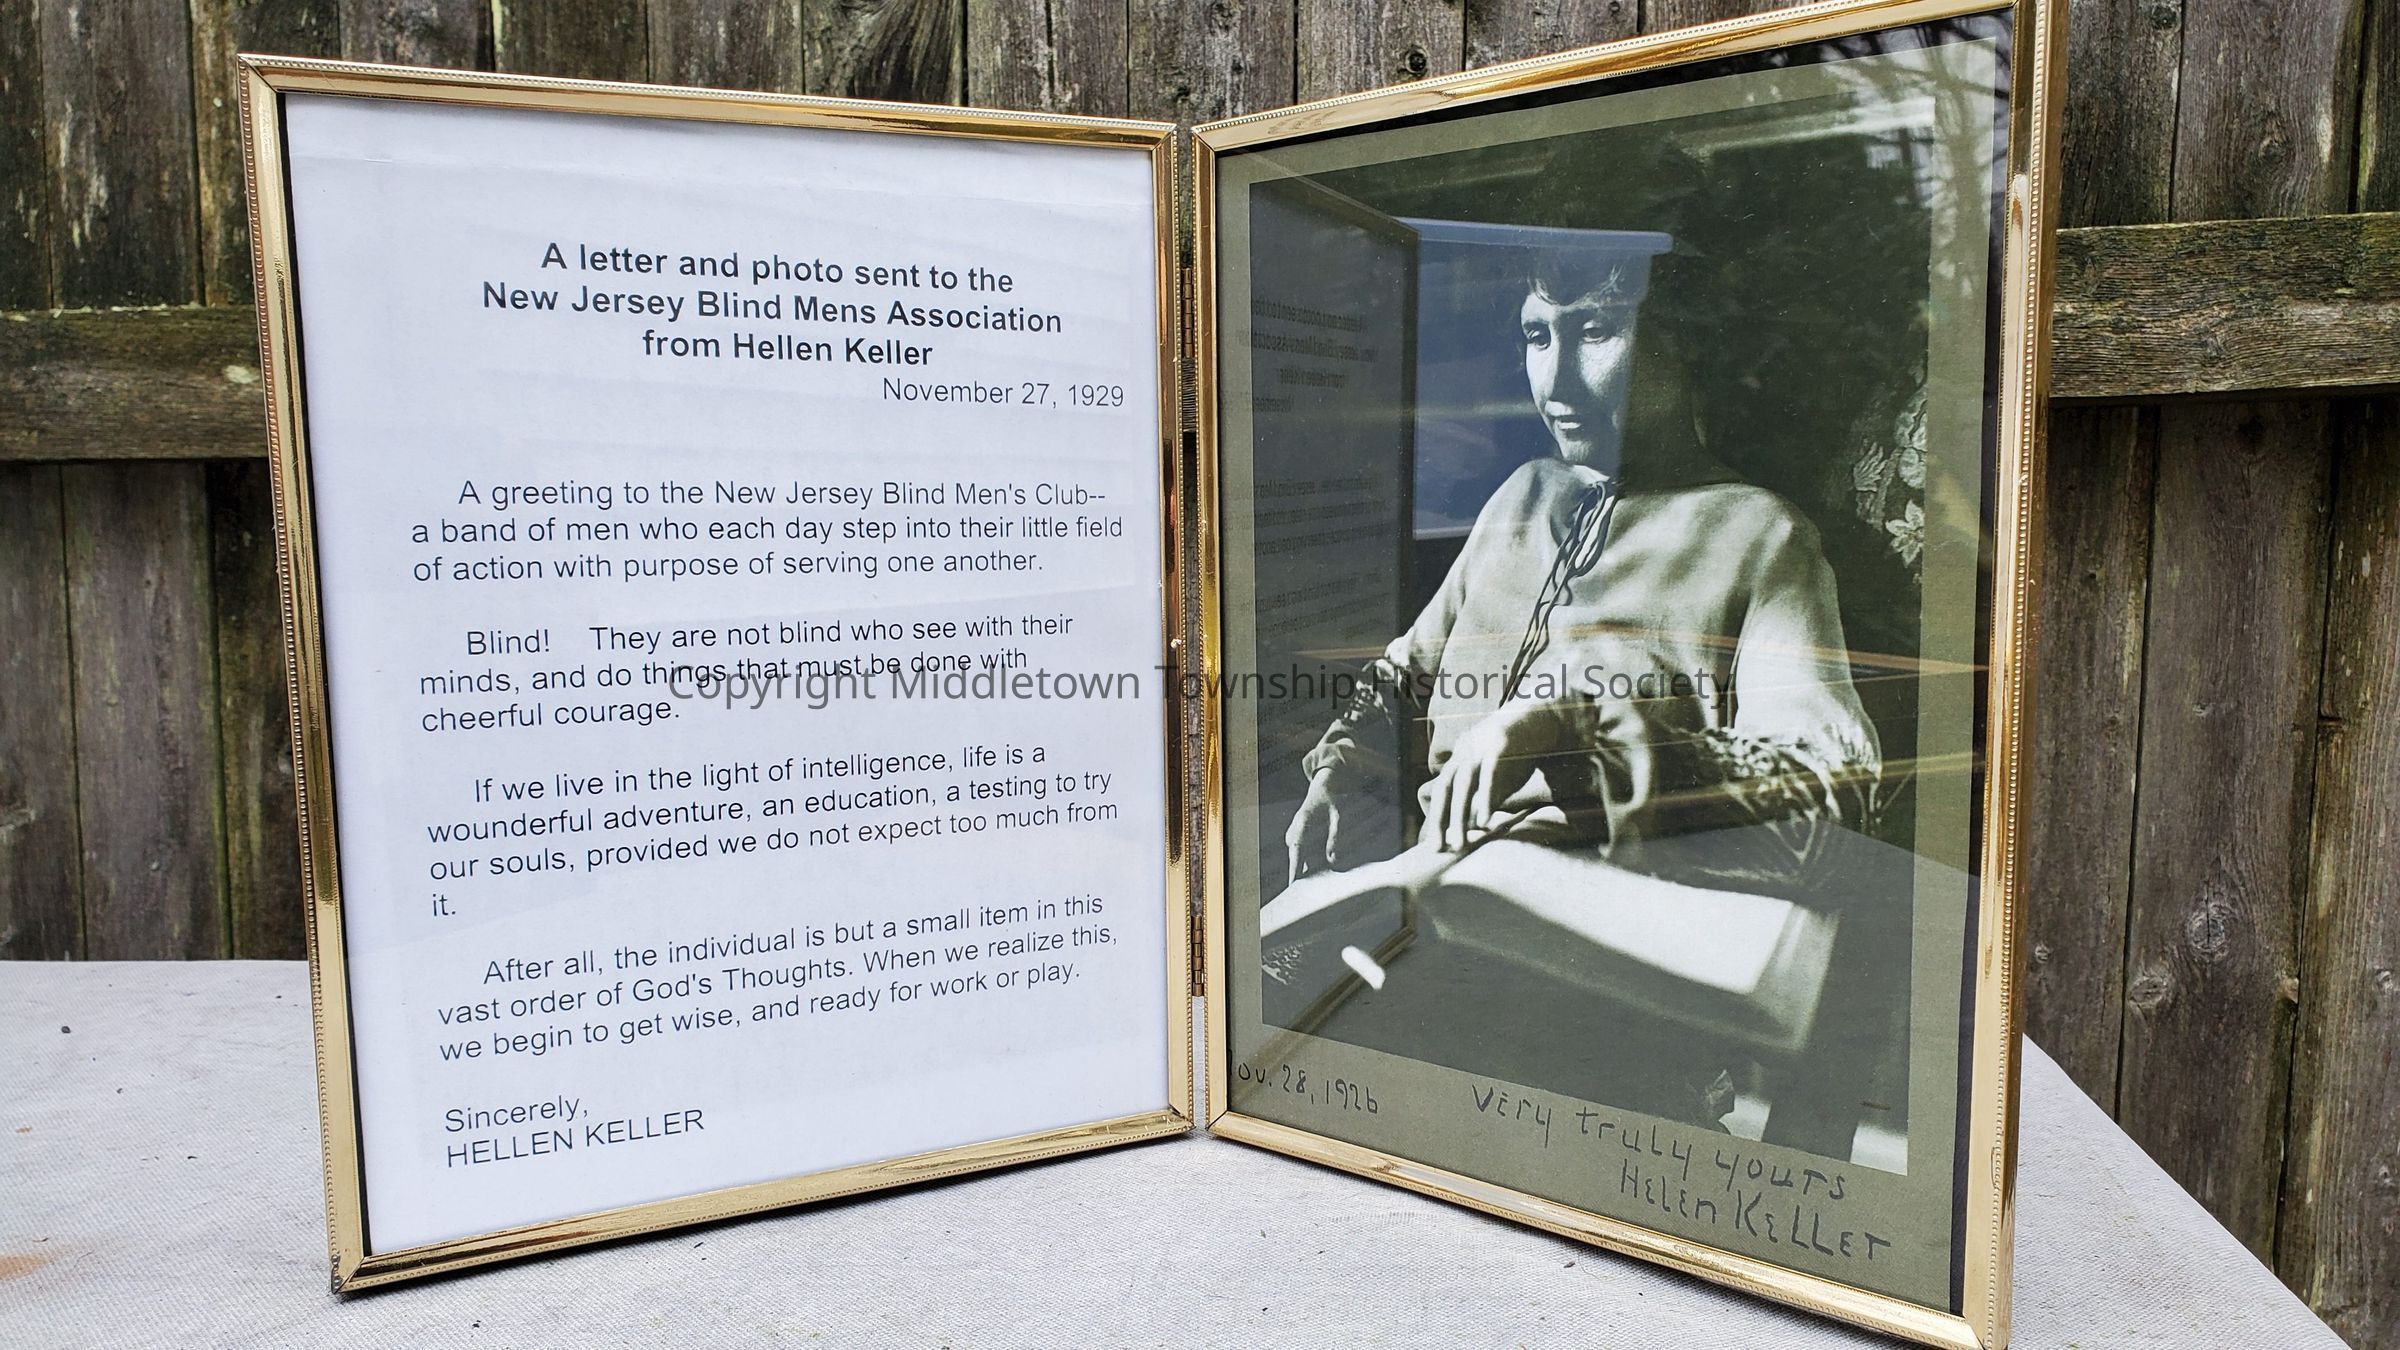 A letter and photo sent to the
New Jersey Blind Mens Association
from Hellen Keller
November 27, 1929
A greeting to the New Jersey Blind Men's Club--
a band of men who each day step into their little field
of action with purpose of serving one another.
Blind! They are not blind who see with their
minds, and do things that must be done with
cheerful courage.
If we live in the light of intelligence, life is a
wounderful adventure, an education, a testing to try
our souls, provided we do not expect too much from
it.
After all, the individual is but a small item in this
vast order of God's Thoughts. When we realize this,
we begin to get wise, and ready for work or play.
Sincerely,
HELLEN KELLER
Copyright Middletown Township Historical Society
ov. 28, 1926
Very truly yours
Helen Keller